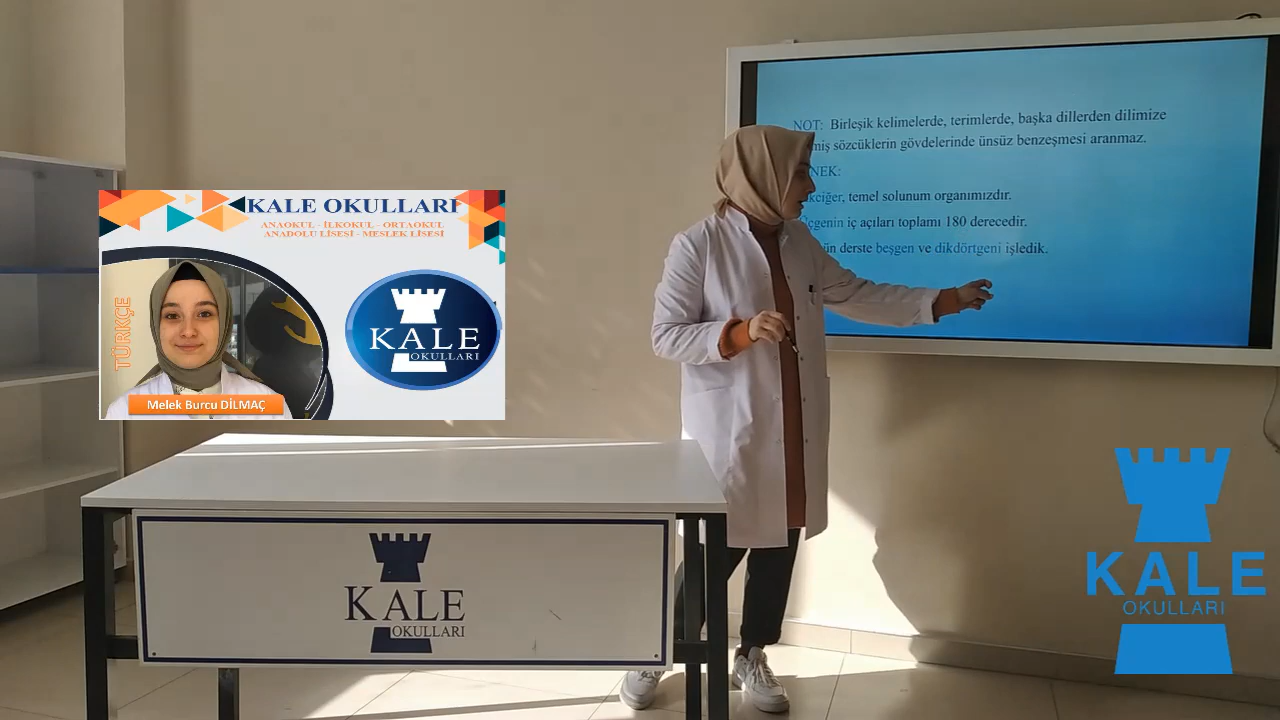 NOT: Birleşik kelimelerde, terimlerde, başka dillerden dilimize
sözcüklerin gövdelerinde ünsüz benzeşmesi aranmaz.
temel solunum organımızdır.
iç açıları toplamı 180 derecedir.
derste beşgen ve dikdörtgeni işledik.
KALE OKULLARI
ANAOKUL - İLKOKUL - ORTAOKUL
ANADOLU LİSESİ - MESLEK LİSESİ
TÜRKÇE
KALE
OKULLARI
Melek Burcu DİLMAÇ
KALE
OKULLARI
KALE
OKULLARI